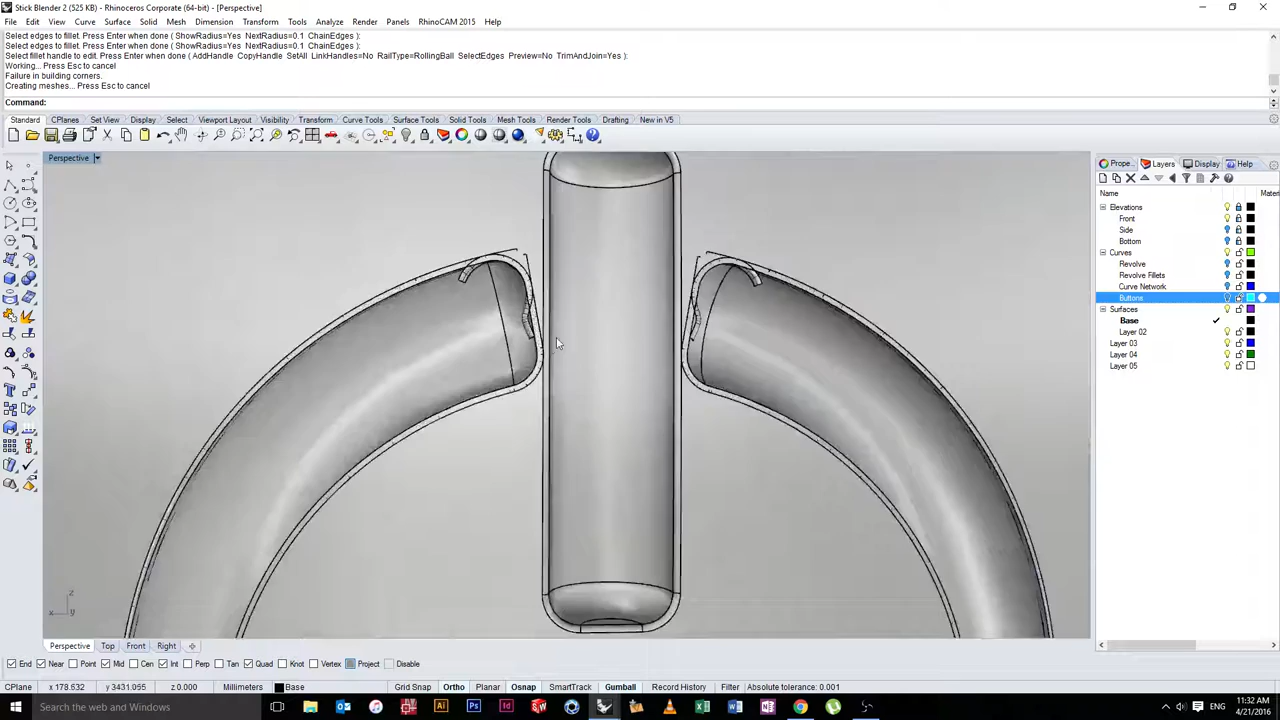 Stick Blender 2 (525 KB) - Rhinoceros Corporate (64-bit) - [Perspective]
File Edit View Curve Surface Solid Mesh Dimension Transform Tools Analyze Render Panels RhinoCAM 2015 Help
Select edges to fillet. Press Enter when done ( ShowRadius=Yes NextRadius=0.1 ChainEdges ):
Select edges to fillet. Press Enter when done ( ShowRadius=Yes NextRadius=0.1 ChainEdges ):
Select fillet handle to edit. Press Enter when done ( AddHandle CopyHandle SetAll LinkHandles=No RailType=RollingBall SelectEdges Preview=No TrimAndJoin=Yes ):
Working... Press Esc to cancel
Failure in building corners.
Creating meshes... Press Esc to cancel
Command:
Standard CPlanes Set View Display Select Viewport Layout Visibility Transform Curve Tools Surface Tools Solid Tools Mesh Tools Render Tools Drafting New in V5
Perspective
Prope... Layers Display Help
Name Materi
Elevations
Front
Side
Bottom
Curves
Revolve
Revolve Fillets
Curve Network
Buttons
Surfaces
Base
Layer 02
Layer 03
Layer 04
Layer 05
z
x y
Perspective Top Front Right
End Near Point Mid Cen Int Perp Tan Quad Knot Vertex Project Disable
CPlane x 178.632 y 3431.055 z 0.000 Millimeters Base Grid Snap Ortho Planar Osnap SmartTrack Gumball Record History Filter Absolute tolerance: 0.001
Search the web and Windows
ENG
11:32 AM
4/21/2016